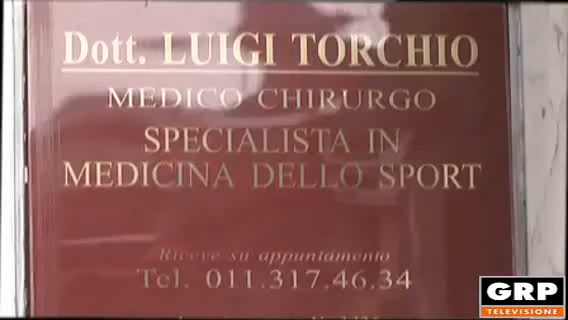 Dott. LUIGI TORCHIO
MEDICO CHIRURGO
SPECIALISTA IN
MEDICINA DELLO SPORT
Riceve su appuntamento
Tel. 011.317.46.34
GRP
TELEVISIONE